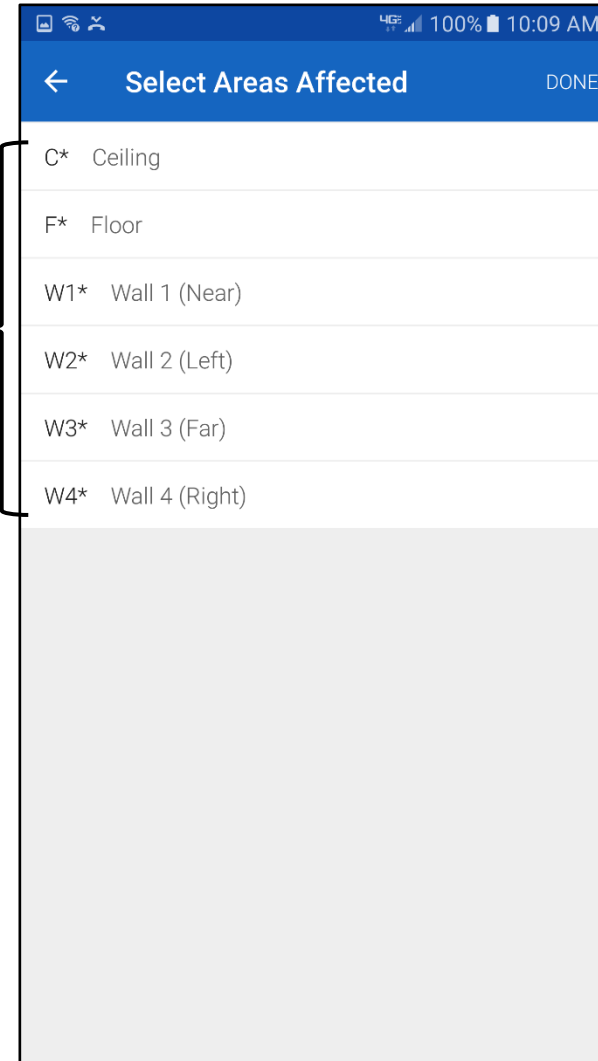 4G 100% 10:09 AM
Select Areas Affected DONE
C* Ceiling
F* Floor
W1* Wall 1 (Near)
W2* Wall 2 (Left)
W3* Wall 3 (Far)
W4* Wall 4 (Right)